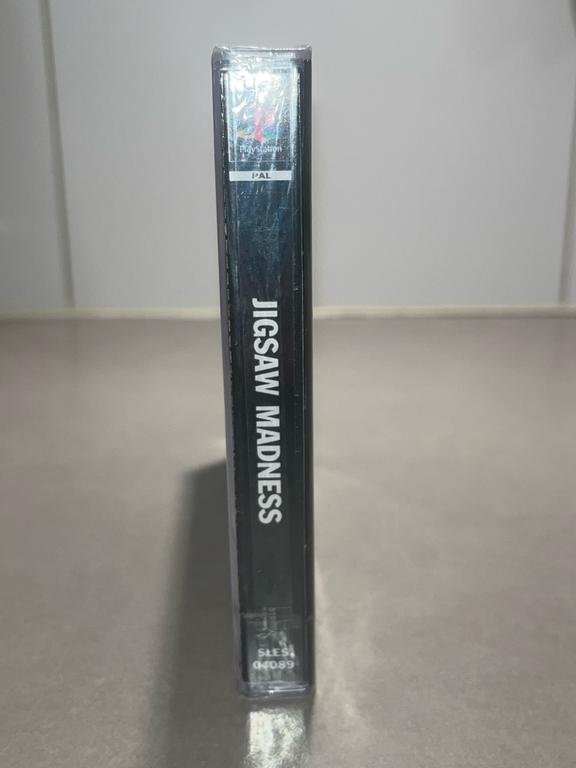 PlayStation
PAL
JIGSAW MADNESS
SLES
04089